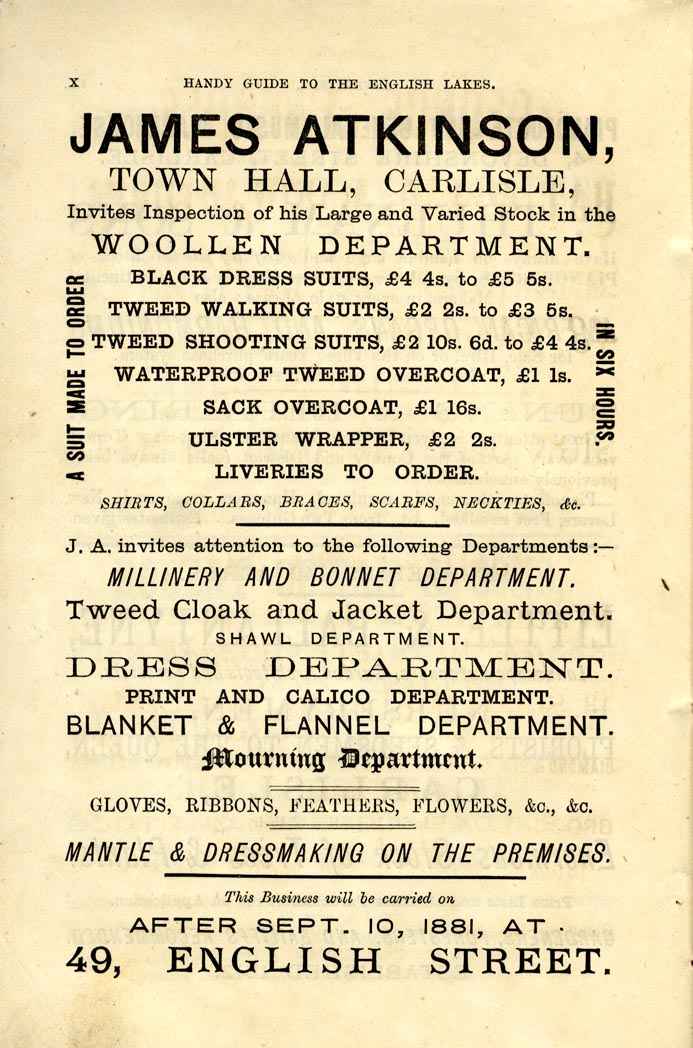 X HANDY GUIDE TO THE ENGLISH LAKES.
JAMES ATKINSON,
TOWN HALL, CARLISLE,
Invites Inspection of his Large and Varied Stock in the
WOOLLEN DEPARTMENT.
A SUIT MADE TO ORDER
BLACK DRESS SUITS, £4 4s. to £5 5s.
TWEED WALKING SUITS, £2 2s. to £3 5s.
TWEED SHOOTING SUITS, £2 10s. 6d. to £4 4s.
WATERPROOF TWEED OVERCOAT, £1 1s.
SACK OVERCOAT, £1 16s.
ULSTER WRAPPER, £2 2s.
LIVERIES TO ORDER.
IN SIX HOURS.
SHIRTS, COLLARS, BRACES, SCARFS, NECKTIES, &c.
J. A. invites attention to the following Departments:—
MILLINERY AND BONNET DEPARTMENT.
Tweed Cloak and Jacket Department.
SHAWL DEPARTMENT.
DRESS DEPARTMENT.
PRINT AND CALICO DEPARTMENT.
BLANKET & FLANNEL DEPARTMENT.
Mourning Department.
GLOVES, RIBBONS, FEATHERS, FLOWERS, &c., &c.
MANTLE & DRESSMAKING ON THE PREMISES.
This Business will be carried on
AFTER SEPT. 10, 1881, AT
49, ENGLISH STREET.